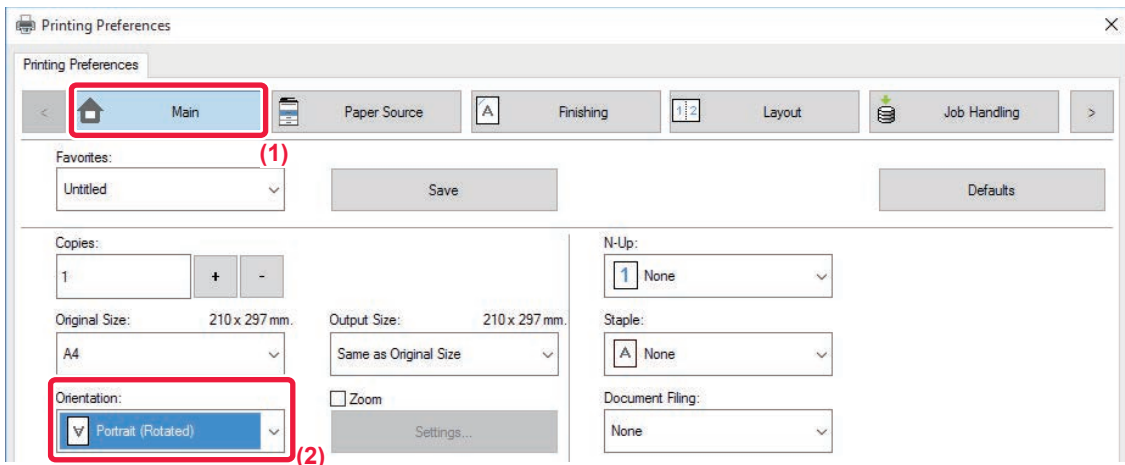 Printing Preferences
Printing Preferences
< Main Paper Source A Finishing 1 2 Layout Job Handling >
(1)
Favorites:
Untitled Save Defaults
Copies: N-Up:
1 + - 1 None
Original Size: 210 x 297 mm. Output Size: 210 x 297 mm. Staple:
A4 Same as Original Size A None
Orientation: Zoom Document Filing:
A Portrait (Rotated) Settings... None
(2)